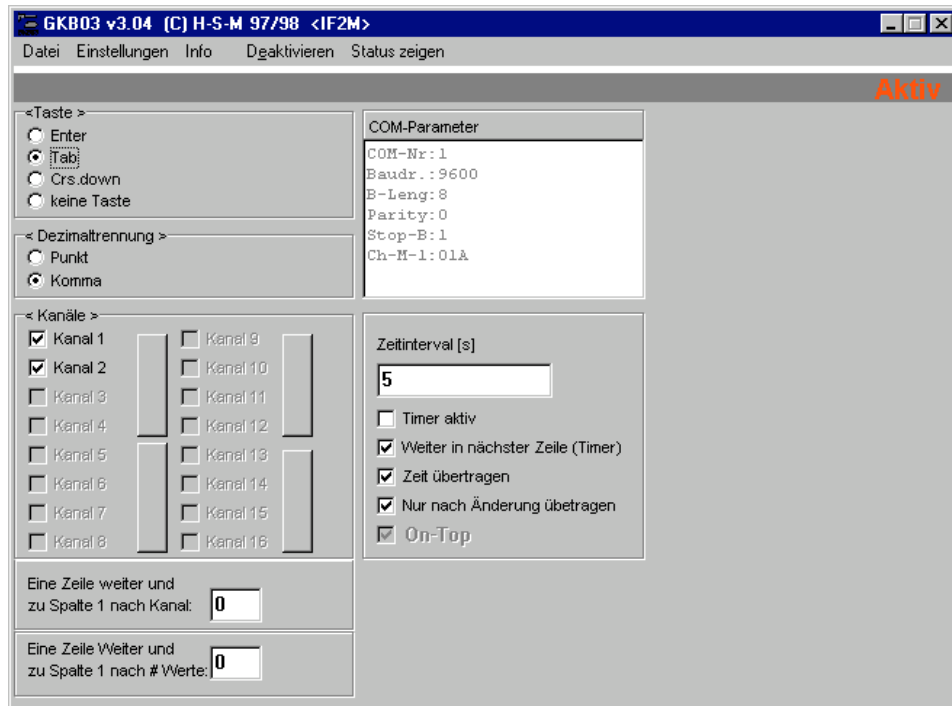 GKB03 v3.04 (C) H-S-M 97/98 <IF2M>
Datei Einstellungen Info Deaktivieren Status zeigen
Aktiv
<Taste >
Enter
Tab
Crs.down
keine Taste
< Dezimaltrennung >
Punkt
Komma
COM-Parameter
COM-Nr:1
Baudr.:9600
B-Leng:8
Parity:0
Stop-B:1
Ch-M-1:01A
< Kanäle >
Kanal 1
Kanal 2
Kanal 3
Kanal 4
Kanal 5
Kanal 6
Kanal 7
Kanal 8
Kanal 9
Kanal 10
Kanal 11
Kanal 12
Kanal 13
Kanal 14
Kanal 15
Kanal 16
Zeitinterval [s]
5
Timer aktiv
Weiter in nächster Zeile (Timer)
Zeit übertragen
Nur nach Änderung übetragen
On-Top
Eine Zeile weiter und
zu Spalte 1 nach Kanal: 0
Eine Zeile Weiter und
zu Spalte 1 nach # Werte: 0